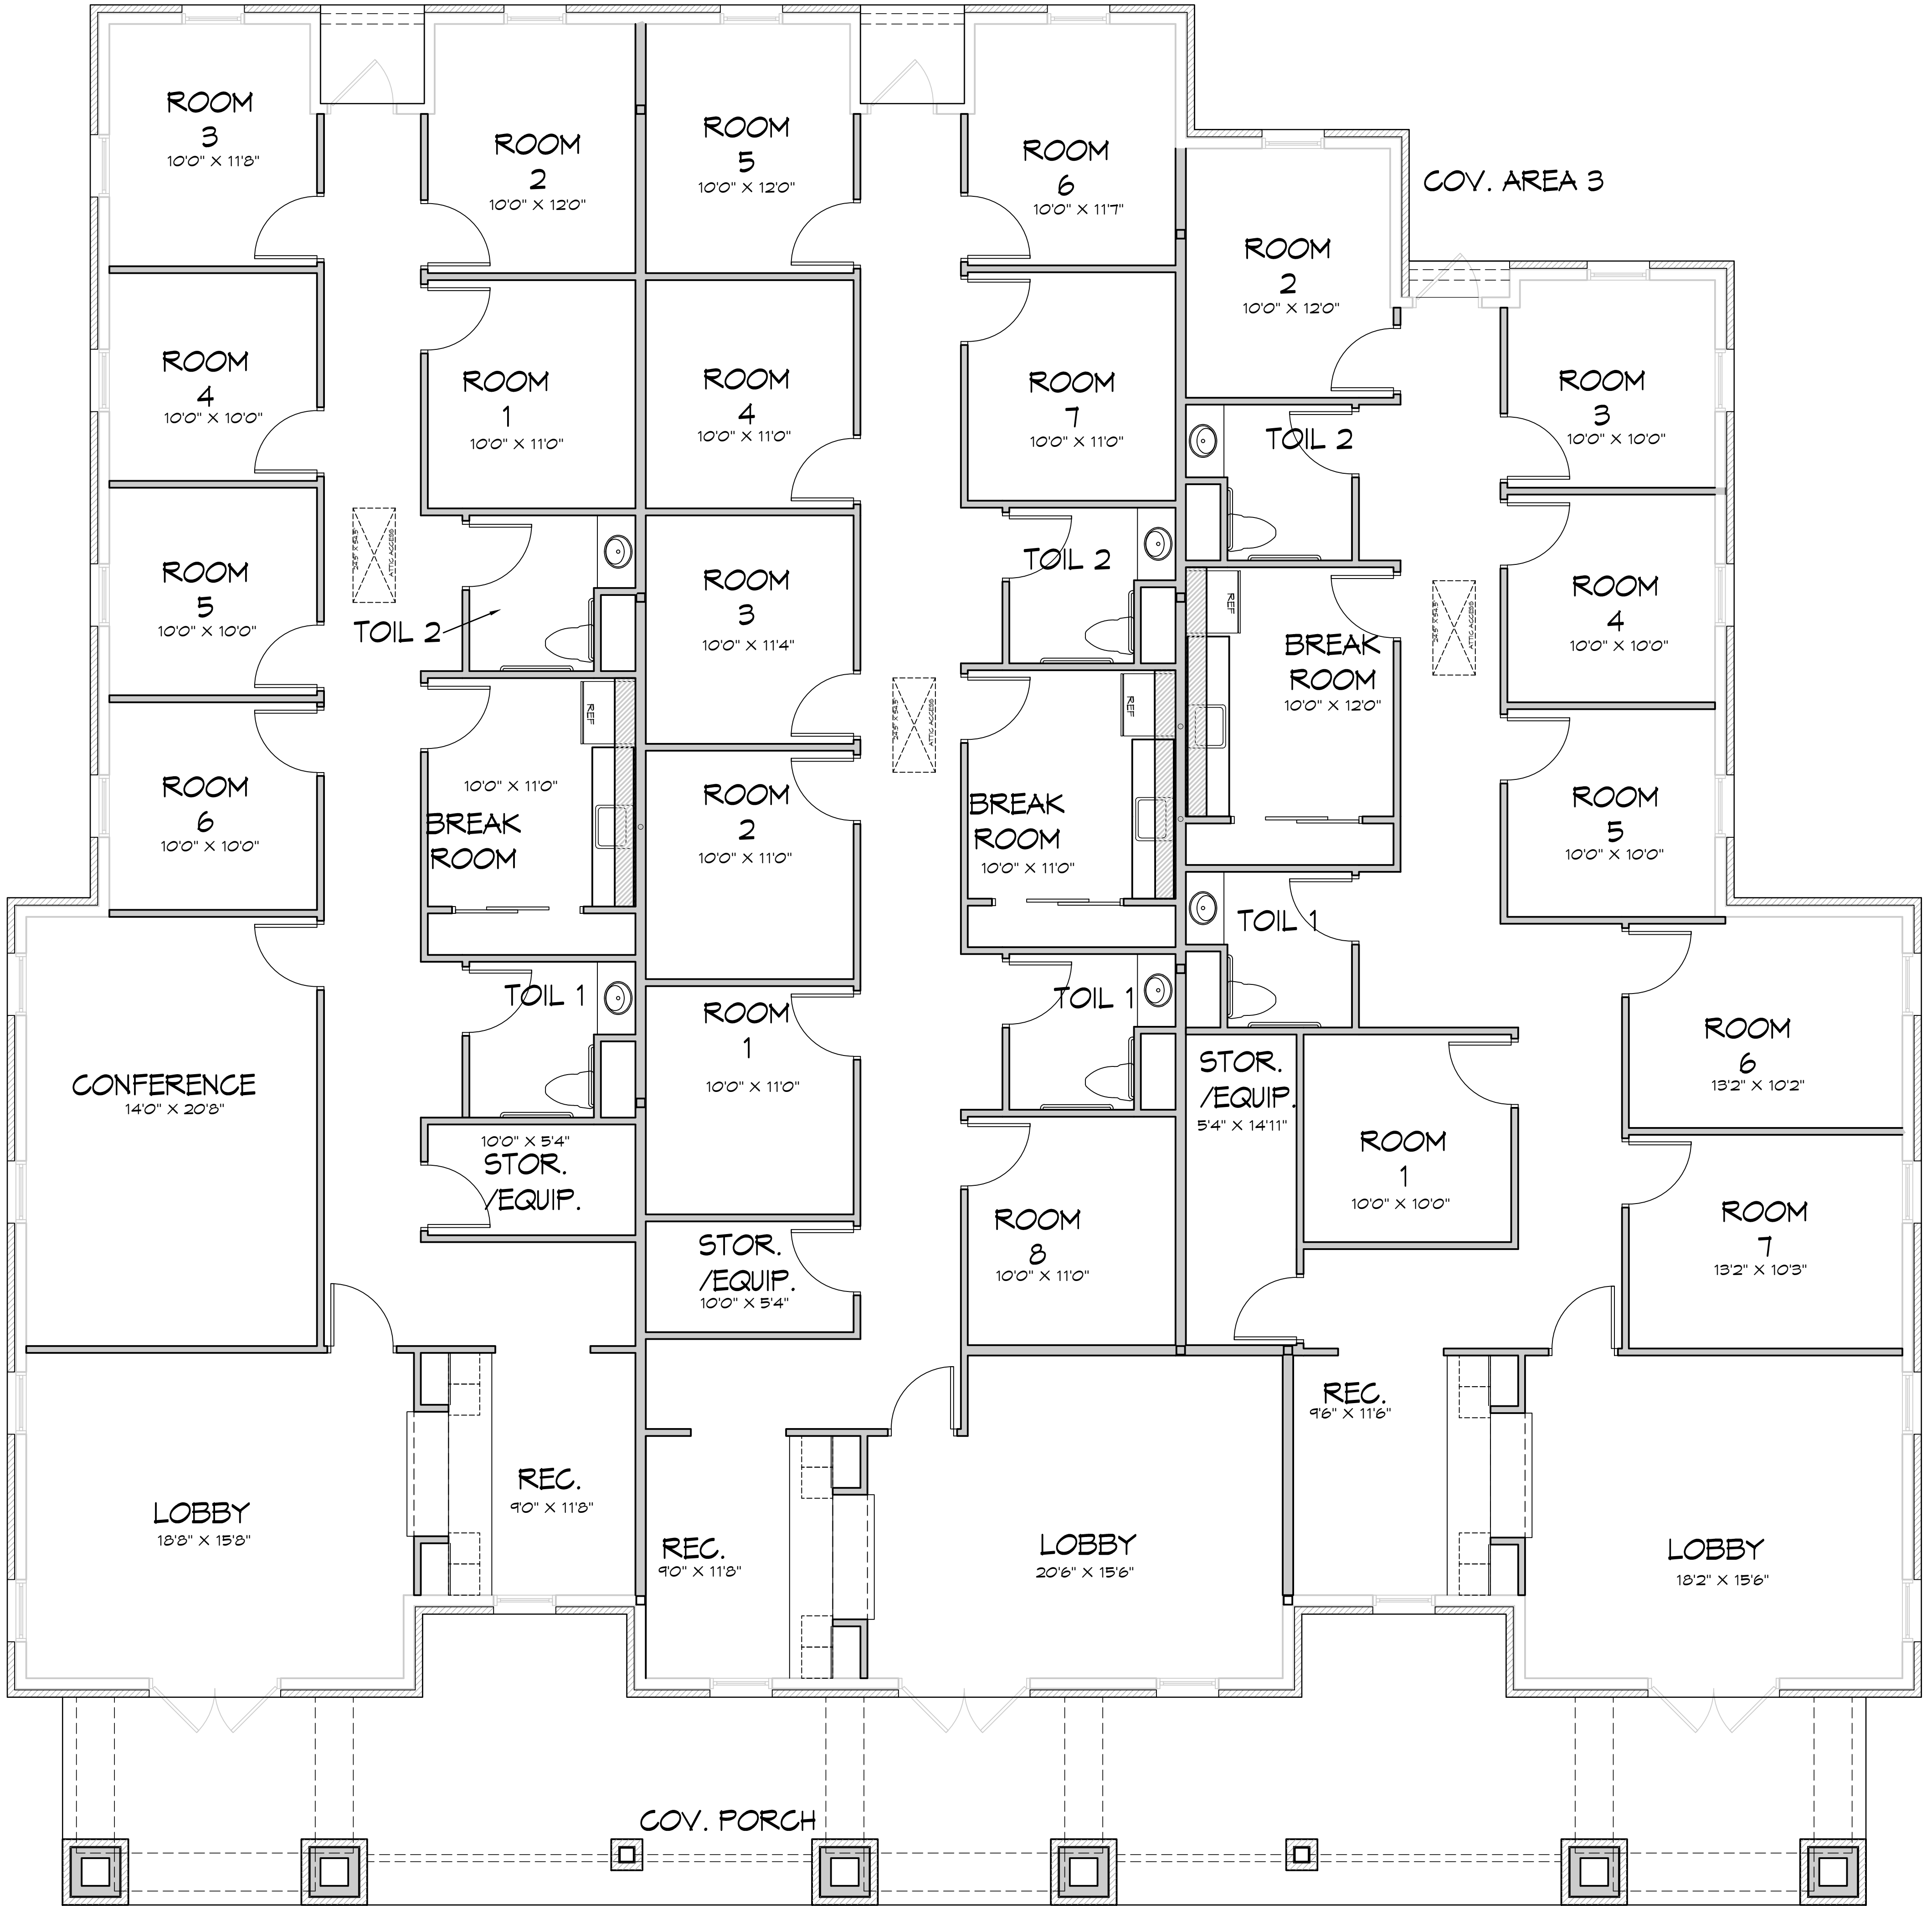 ROOM
3
10'0" X 11'8"
ROOM
2
10'0" X 12'0"
ROOM
5
10'0" X 12'0"
ROOM
6
10'0" X 11'7"
COV. AREA 3
ROOM
2
10'0" X 12'0"
ROOM
4
10'0" X 10'0"
ROOM
1
10'0" X 11'0"
ROOM
4
10'0" X 11'0"
ROOM
7
10'0" X 11'0"
TOIL 2
ROOM
3
10'0" X 10'0"
ROOM
5
10'0" X 10'0"
ATTIC ACCESS
TOIL 2
ROOM
3
10'0" X 11'4"
TOIL 2
REF
BREAK
ROOM
10'0" X 12'0"
ATTIC ACCESS
ROOM
4
10'0" X 10'0"
ROOM
6
10'0" X 10'0"
REF
10'0" X 11'0"
BREAK
ROOM
ROOM
2
10'0" X 11'0"
ATTIC ACCESS
REF
BREAK
ROOM
10'0" X 11'0"
ROOM
5
10'0" X 10'0"
TOIL 1
CONFERENCE
14'0" X 20'8"
TOIL 1
ROOM
1
10'0" X 11'0"
TOIL 1
STOR.
/EQUIP.
5'4" X 14'11"
ROOM
1
10'0" X 10'0"
ROOM
6
13'2" X 10'2"
10'0" X 5'4"
STOR.
/EQUIP.
STOR.
/EQUIP.
10'0" X 5'4"
ROOM
8
10'0" X 11'0"
ROOM
7
13'2" X 10'3"
LOBBY
18'8" X 15'8"
REC.
9'0" X 11'8"
REC.
9'0" X 11'8"
LOBBY
20'6" X 15'6"
REC.
9'6" X 11'6"
LOBBY
18'2" X 15'6"
COV. PORCH